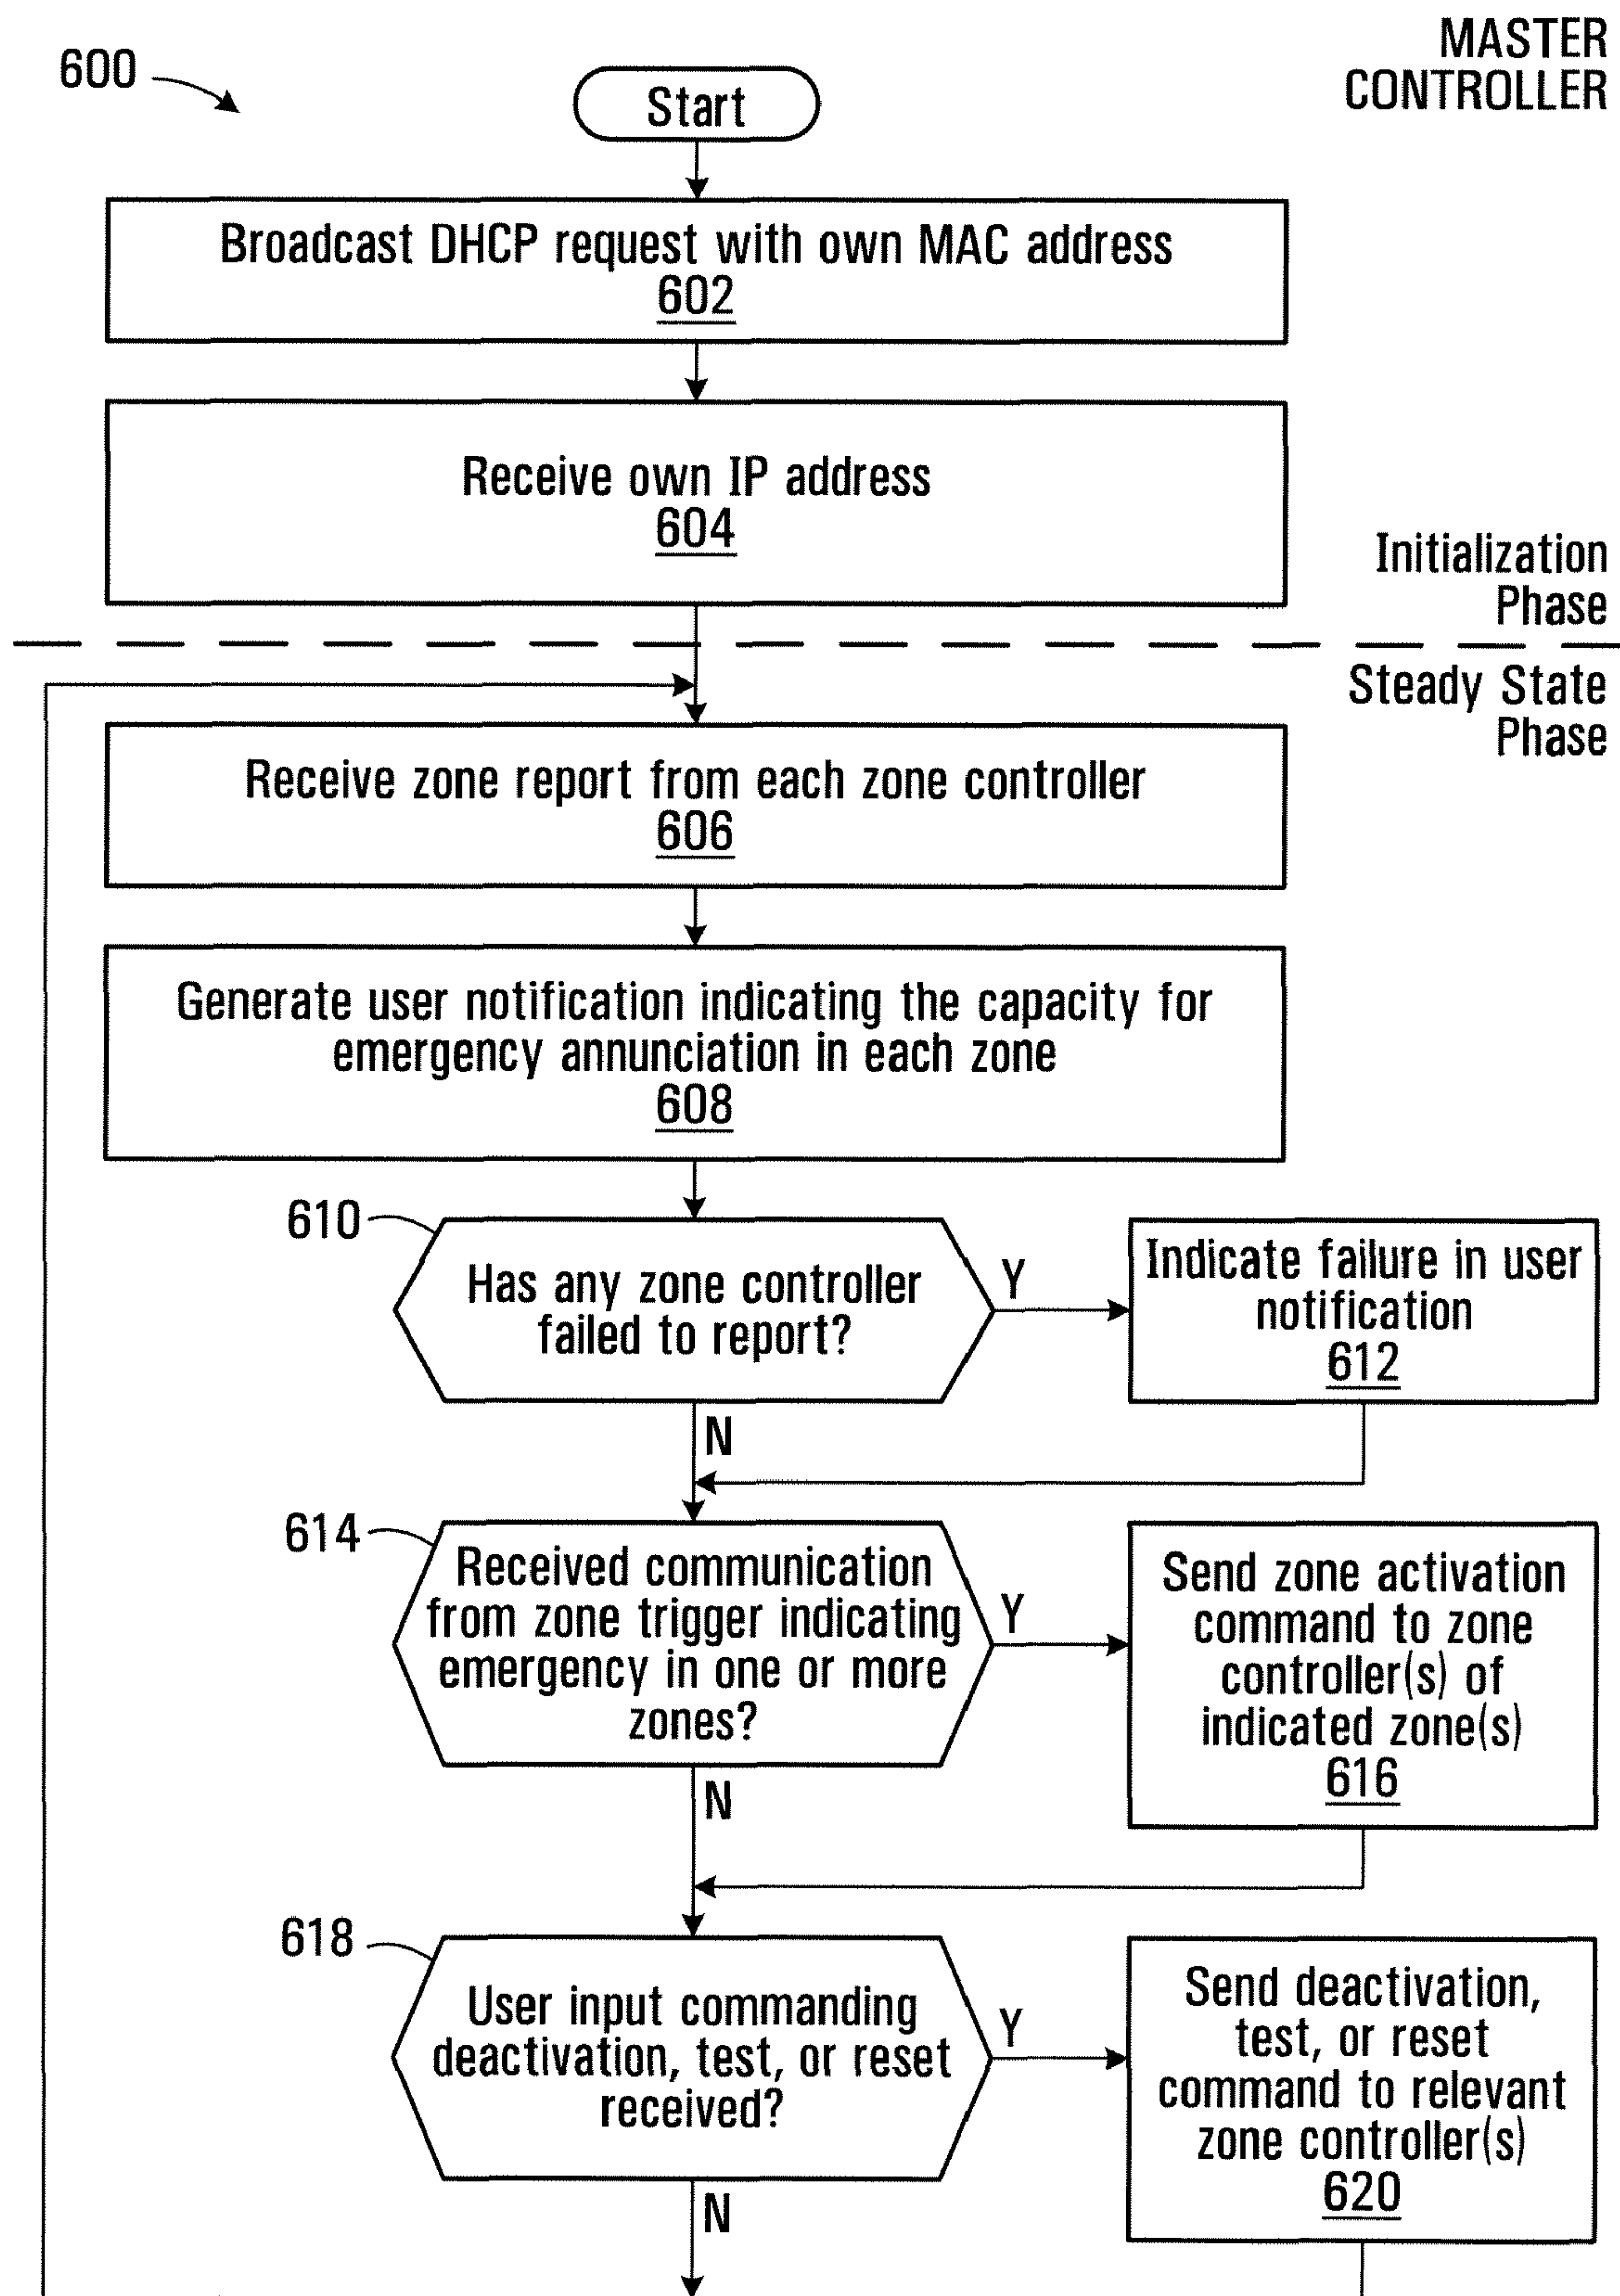 MASTER
CONTROLLER
600
Start
Broadcast DHCP request with own MAC address
602
Receive own IP address
604
Initialization
Phase
Steady State
Phase
Receive zone report from each zone controller
606
Generate user notification indicating the capacity for
emergency annunciation in each zone
608
610
Has any zone controller
failed to report?
Y
Indicate failure in user
notification
612
N
614
Received communication
from zone trigger indicating
emergency in one or more
zones?
Y
Send zone activation
command to zone
controller(s) of
indicated zone(s)
616
N
618
User input commanding
deactivation, test, or reset
received?
Y
Send deactivation,
test, or reset
command to relevant
zone controller(s)
620
N